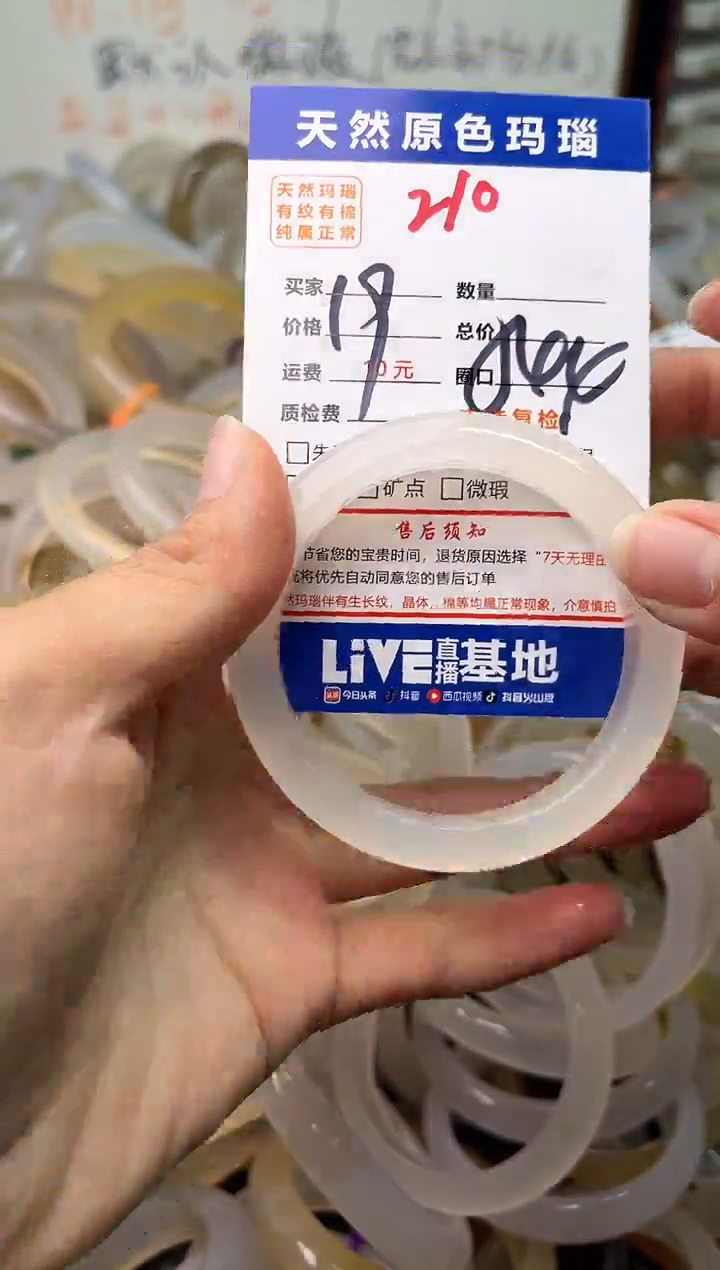 天然原色玛瑙
天然玛瑙
有纹有棉
纯属正常
210
买家 数量
19
价格 总价
运费 10元 圈口
质检费 复检
矿点 微瑕
售后须知
节省您的宝贵时间，退货原因选择“7天无理由
将优先自动同意您的售后订单
然玛瑙伴有生长纹，晶体，棉等均属正常现象，介意慎拍
LiVE直播基地
头条 今日头条 抖音 西瓜视频 抖音火山版